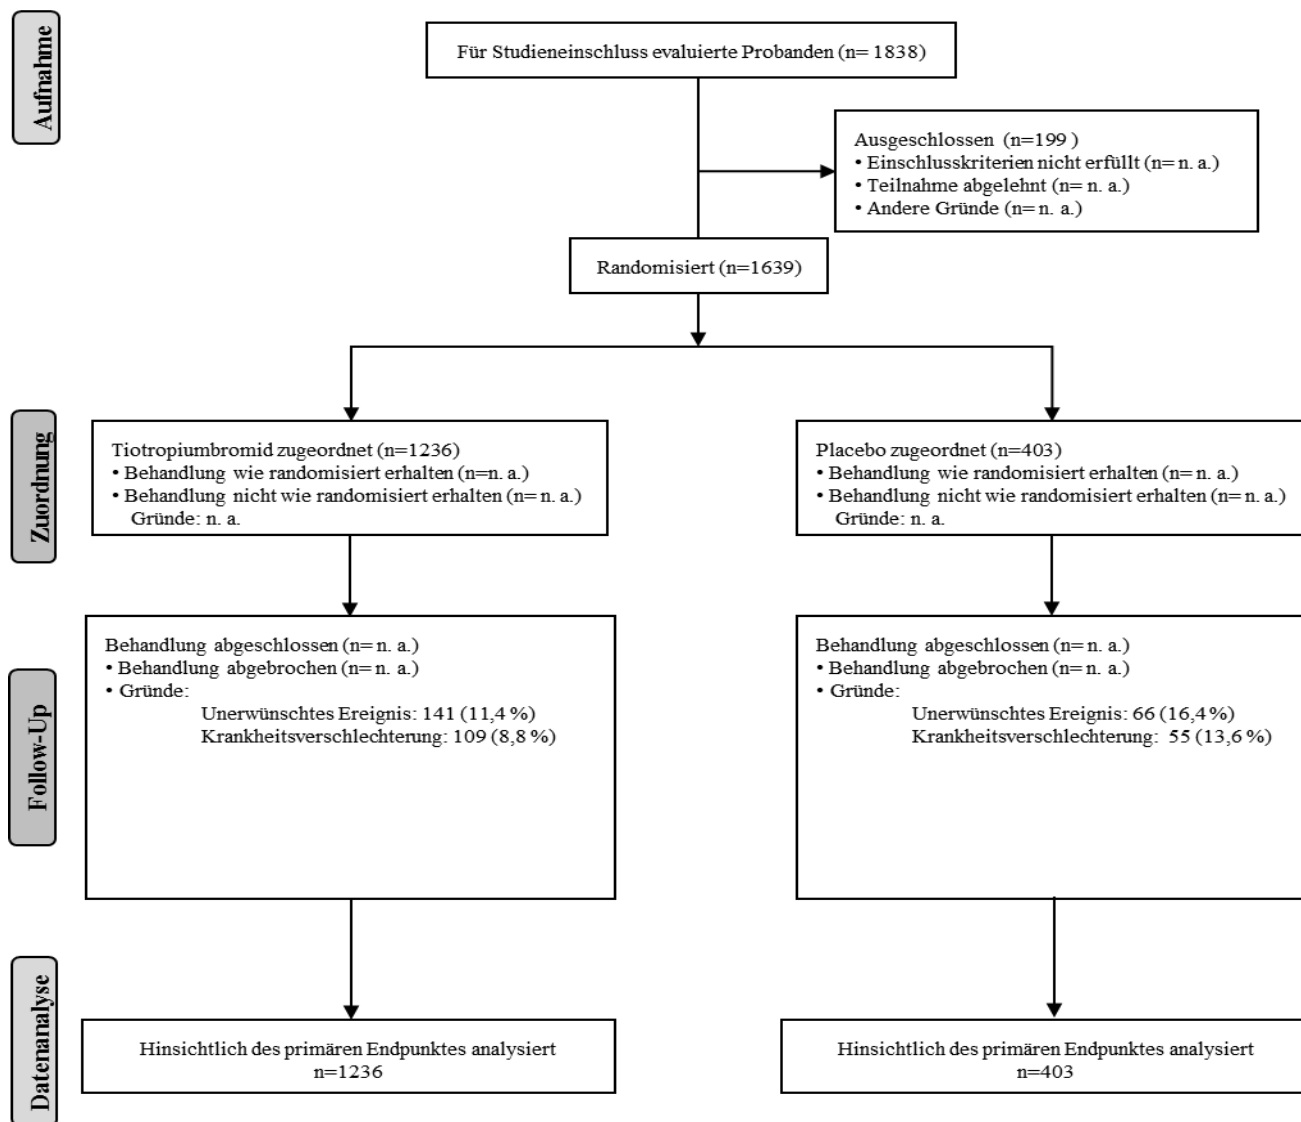 Aufnahme
Für Studieneinschluss evaluierte Probanden (n= 1838)
Ausgeschlossen (n=199 )
• Einschlusskriterien nicht erfüllt (n= n. a.)
• Teilnahme abgelehnt (n= n. a.)
• Andere Gründe (n= n. a.)
Randomisiert (n=1639)
Zuordnung
Tiotropiumbromid zugeordnet (n=1236)
• Behandlung wie randomisiert erhalten (n=n. a.)
• Behandlung nicht wie randomisiert erhalten (n= n. a.)
Gründe: n. a.
Placebo zugeordnet (n=403)
• Behandlung wie randomisiert erhalten (n= n. a.)
• Behandlung nicht wie randomisiert erhalten (n= n. a.)
Gründe: n. a.
Follow-Up
Behandlung abgeschlossen (n= n. a.)
• Behandlung abgebrochen (n= n. a.)
• Gründe:
Unerwünschtes Ereignis: 141 (11,4 %)
Krankheitsverschlechterung: 109 (8,8 %)
Behandlung abgeschlossen (n= n. a.)
• Behandlung abgebrochen (n= n. a.)
• Gründe:
Unerwünschtes Ereignis: 66 (16,4 %)
Krankheitsverschlechterung: 55 (13,6 %)
Datenanalyse
Hinsichtlich des primären Endpunktes analysiert
n=1236
Hinsichtlich des primären Endpunktes analysiert
n=403